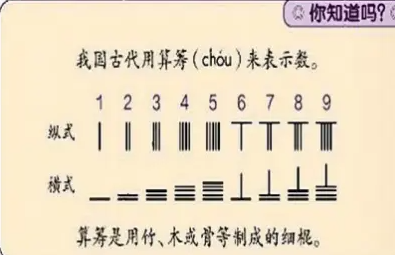 你知道吗?
我国古代用算筹(chóu)来表示数。
1 2 3 4 5 6 7 8 9
纵式
横式
算筹是用竹、木或骨等制成的细棍。